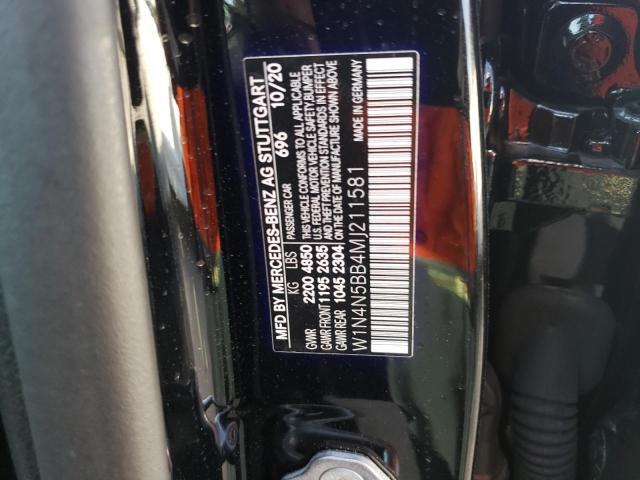 MFD BY MERCEDES-BENZ AG STUTTGART
PASSENGER CAR 696 10/20
KG LBS
GVWR 2200 4850
GAWR FRONT 1195 2635
GAWR REAR 1045 2304
THIS VEHICLE CONFORMS TO ALL APPLICABLE
U.S. FEDERAL MOTOR VEHICLE SAFETY/BUMPER
AND THEFT PREVENTION STANDARDS IN EFFECT
ON THE DATE OF MANUFACTURE SHOWN ABOVE
W1N4N5BB4MJ211581 MADE IN GERMANY